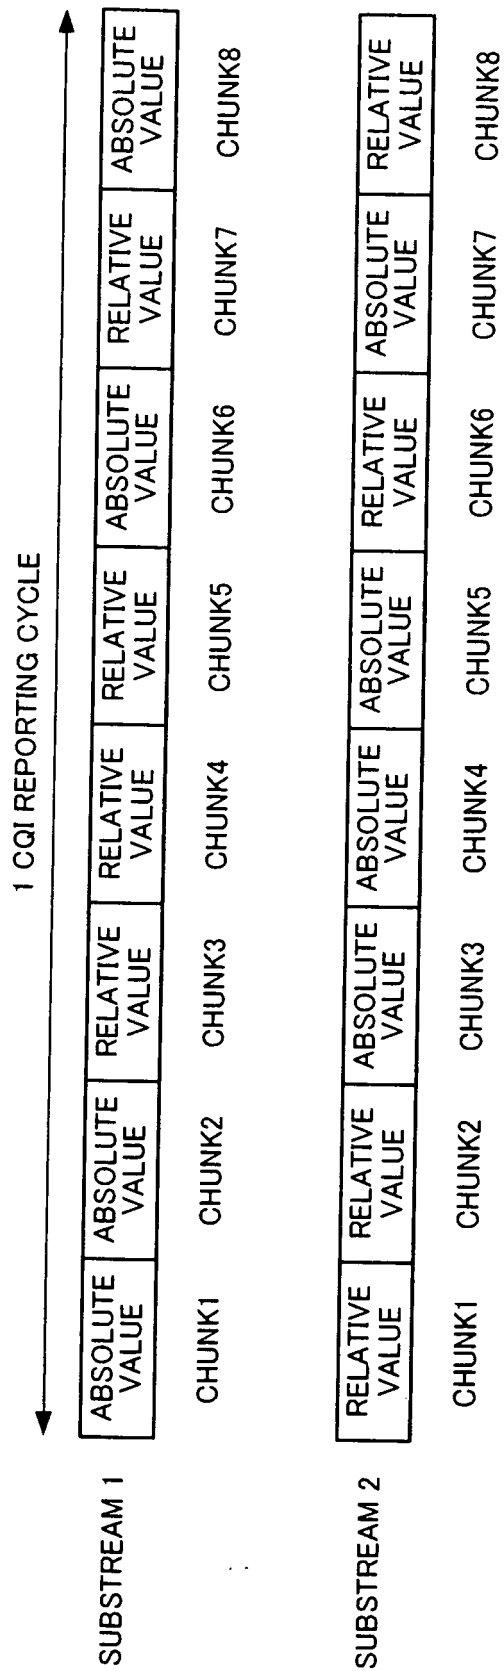 1 CQI REPORTING CYCLE
SUBSTREAM 1
ABSOLUTE
VALUE
ABSOLUTE
VALUE
RELATIVE
VALUE
RELATIVE
VALUE
RELATIVE
VALUE
ABSOLUTE
VALUE
RELATIVE
VALUE
ABSOLUTE
VALUE
CHUNK1
CHUNK2
CHUNK3
CHUNK4
CHUNK5
CHUNK6
CHUNK7
CHUNK8
SUBSTREAM 2
RELATIVE
VALUE
RELATIVE
VALUE
ABSOLUTE
VALUE
ABSOLUTE
VALUE
ABSOLUTE
VALUE
RELATIVE
VALUE
ABSOLUTE
VALUE
RELATIVE
VALUE
CHUNK1
CHUNK2
CHUNK3
CHUNK4
CHUNK5
CHUNK6
CHUNK7
CHUNK8